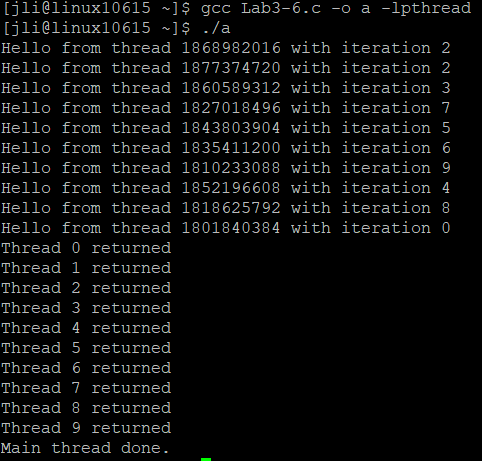 [jli@linux10615 ~]$ gcc Lab3-6.c -o a -lpthread
[jli@linux10615 ~]$ ./a
Hello from thread 1868982016 with iteration 2
Hello from thread 1877374720 with iteration 2
Hello from thread 1860589312 with iteration 3
Hello from thread 1827018496 with iteration 7
Hello from thread 1843803904 with iteration 5
Hello from thread 1835411200 with iteration 6
Hello from thread 1810233088 with iteration 9
Hello from thread 1852196608 with iteration 4
Hello from thread 1818625792 with iteration 8
Hello from thread 1801840384 with iteration 0
Thread 0 returned
Thread 1 returned
Thread 2 returned
Thread 3 returned
Thread 4 returned
Thread 5 returned
Thread 6 returned
Thread 7 returned
Thread 8 returned
Thread 9 returned
Main thread done.